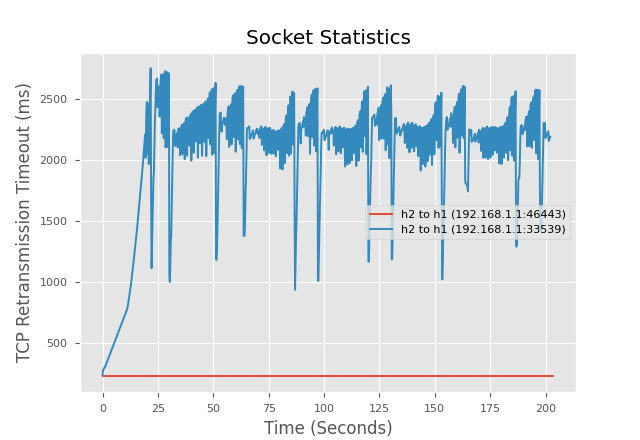 Socket Statistics
TCP Retransmission Timeout (ms)
2500
2000
1500
1000
500
h2 to h1 (192.168.1.1:46443)
h2 to h1 (192.168.1.1:33539)
0 25 50 75 100 125 150 175 200
Time (Seconds)